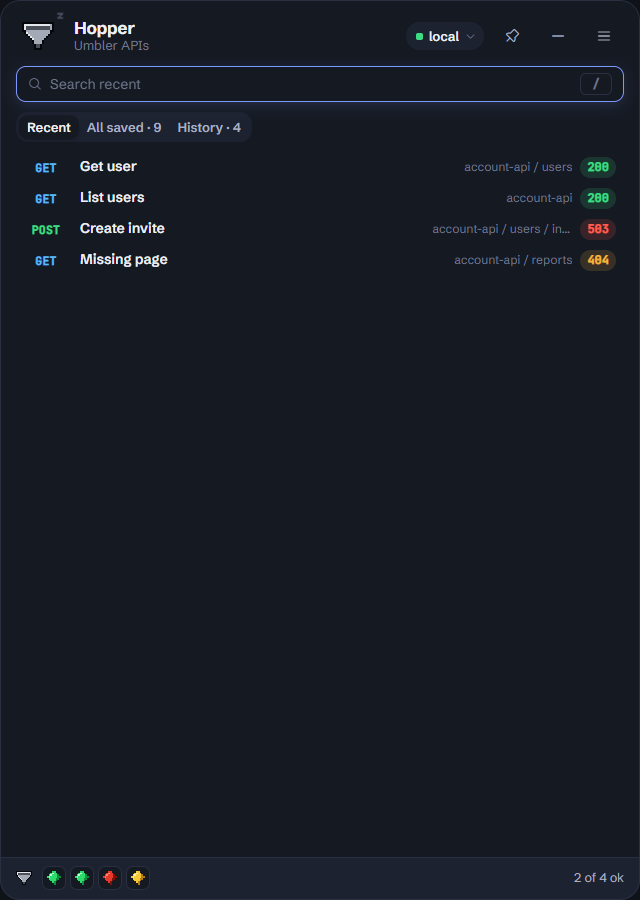 Hopper
Umbler APIs
local
Search recent
/
Recent All saved · 9 History · 4
GET Get user account-api / users 200
GET List users account-api 200
POST Create invite account-api / users / in... 503
GET Missing page account-api / reports 404
2 of 4 ok